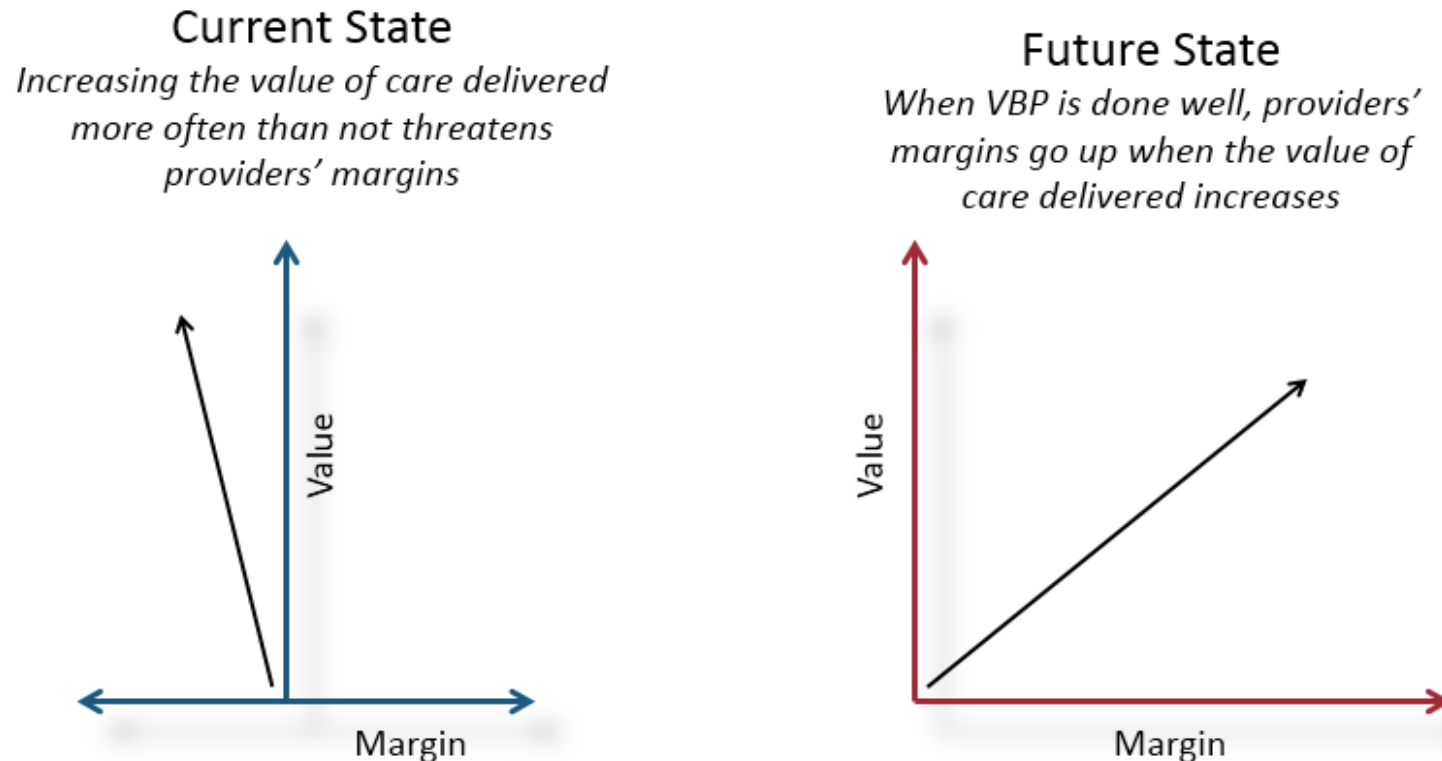 Current State
Increasing the value of care delivered
more often than not threatens
providers’ margins
Value
Margin
Future State
When VBP is done well, providers’
margins go up when the value of
care delivered increases
Value
Margin